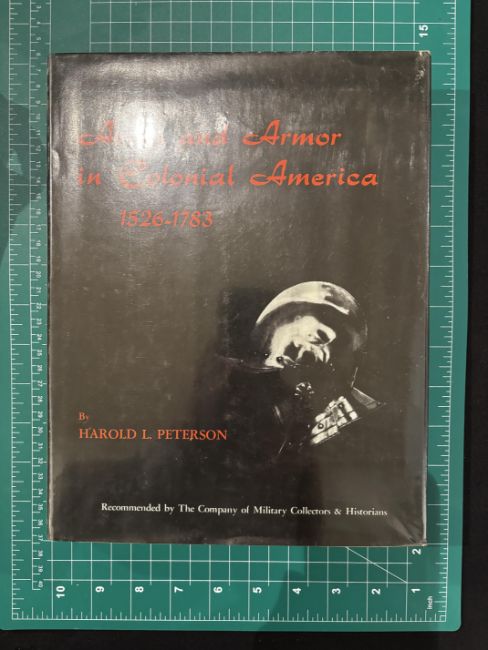 Arms and Armor
in Colonial America
1526-1783
By
HAROLD L. PETERSON
Recommended by The Company of Military Collectors & Historians
15
10
9
8
7
6
5
4
3
2
1
2
inch